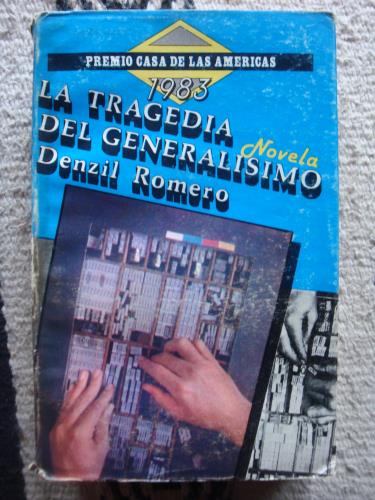 PREMIO CASA DE LAS AMERICAS
1983
LA TRAGEDIA
DEL GENERALISIMO
Novela
Denzil Romero